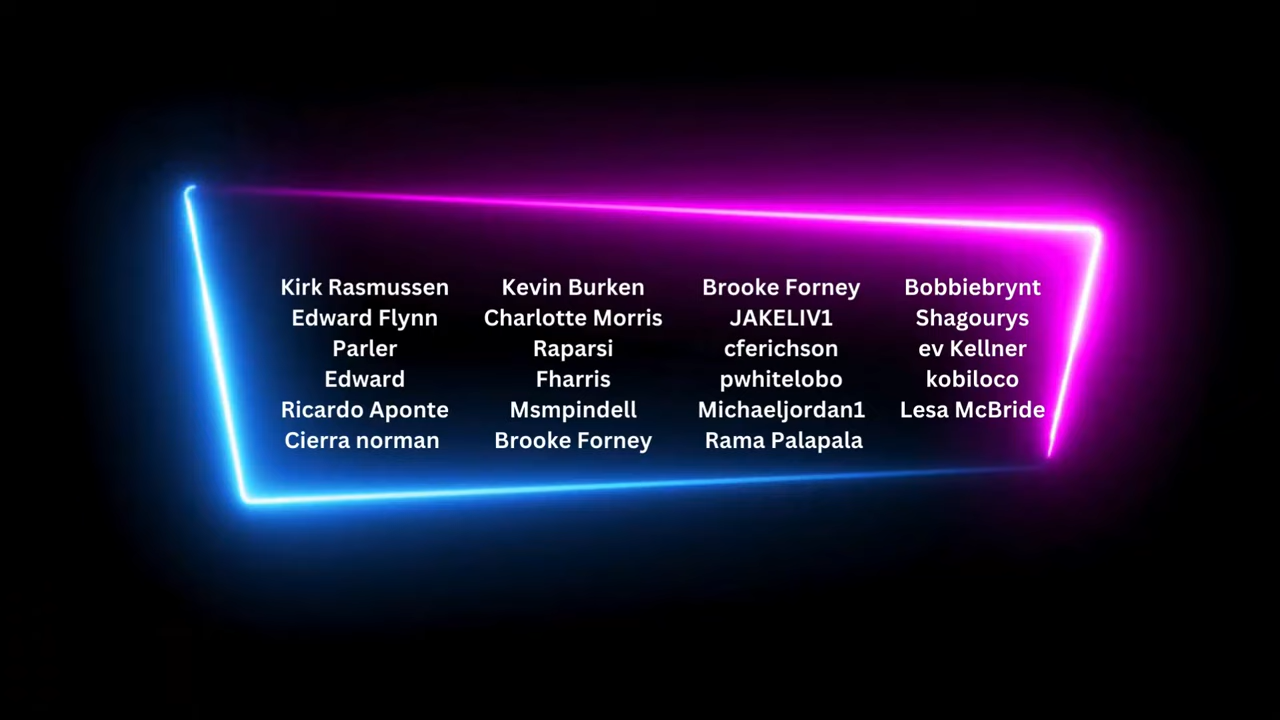 Kirk Rasmussen
Edward Flynn
Parler
Edward
Ricardo Aponte
Cierra norman
Kevin Burken
Charlotte Morris
Raparsi
Fharris
Msmpindell
Brooke Forney
Brooke Forney
JAKELIV1
cferichson
pwhitelobo
Michaeljordan1
Rama Palapala
Bobbiebrynt
Shagourys
ev Kellner
kobiloco
Lesa McBride